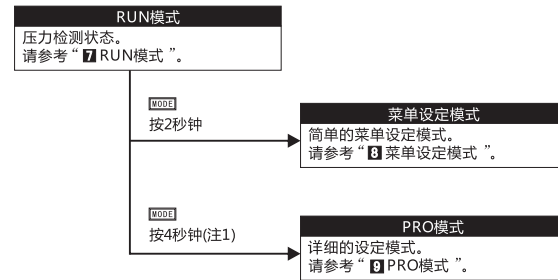 RUN模式
压力检测状态。
请参考“ 7 RUN模式 ”。
MODE
按2秒钟
菜单设定模式
简单的菜单设定模式。
请参考“ 8 菜单设定模式 ”。
MODE
按4秒钟(注1)
PRO模式
详细的设定模式。
请参考“ 9 PRO模式 ”。